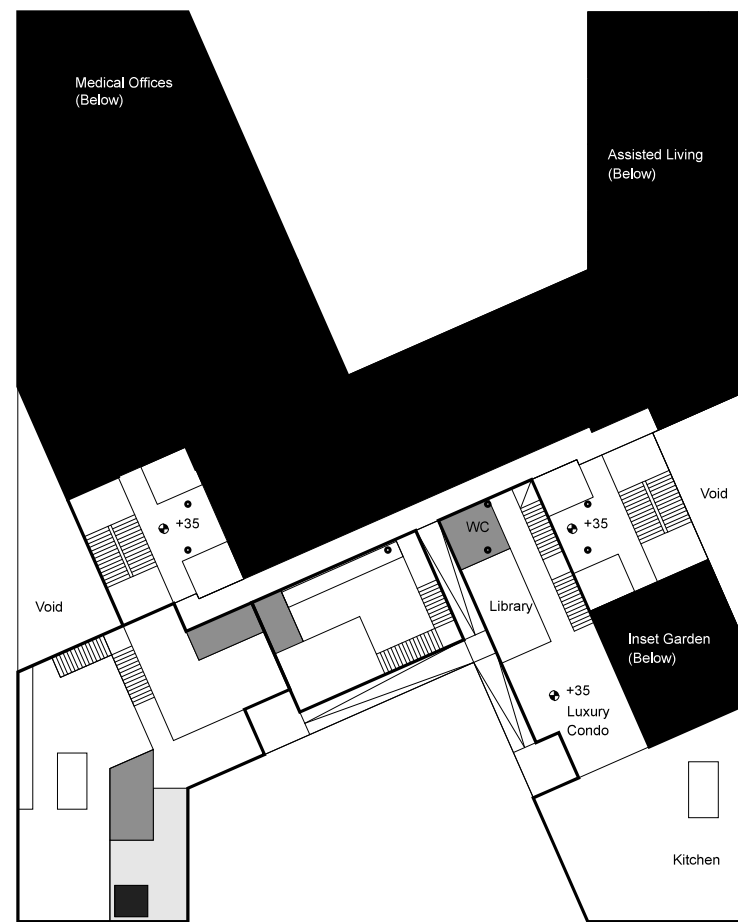 Medical Offices
(Below)
Assisted Living
(Below)
Void
+35
+35
WC
Void
Library
Inset Garden
(Below)
+35
Luxury
Condo
Kitchen